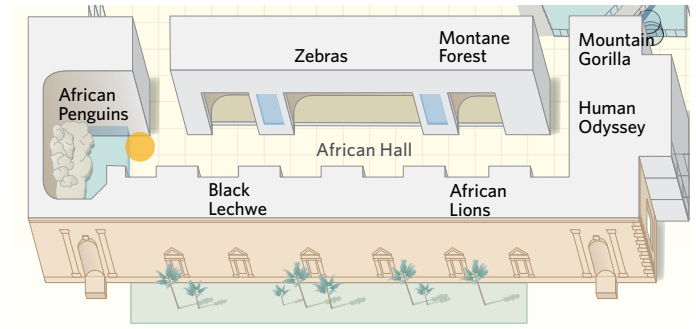 Zebras
Montane
Forest
Mountain
Gorilla
African
Penguins
Human
Odyssey
African Hall
Black
Lechwe
African
Lions